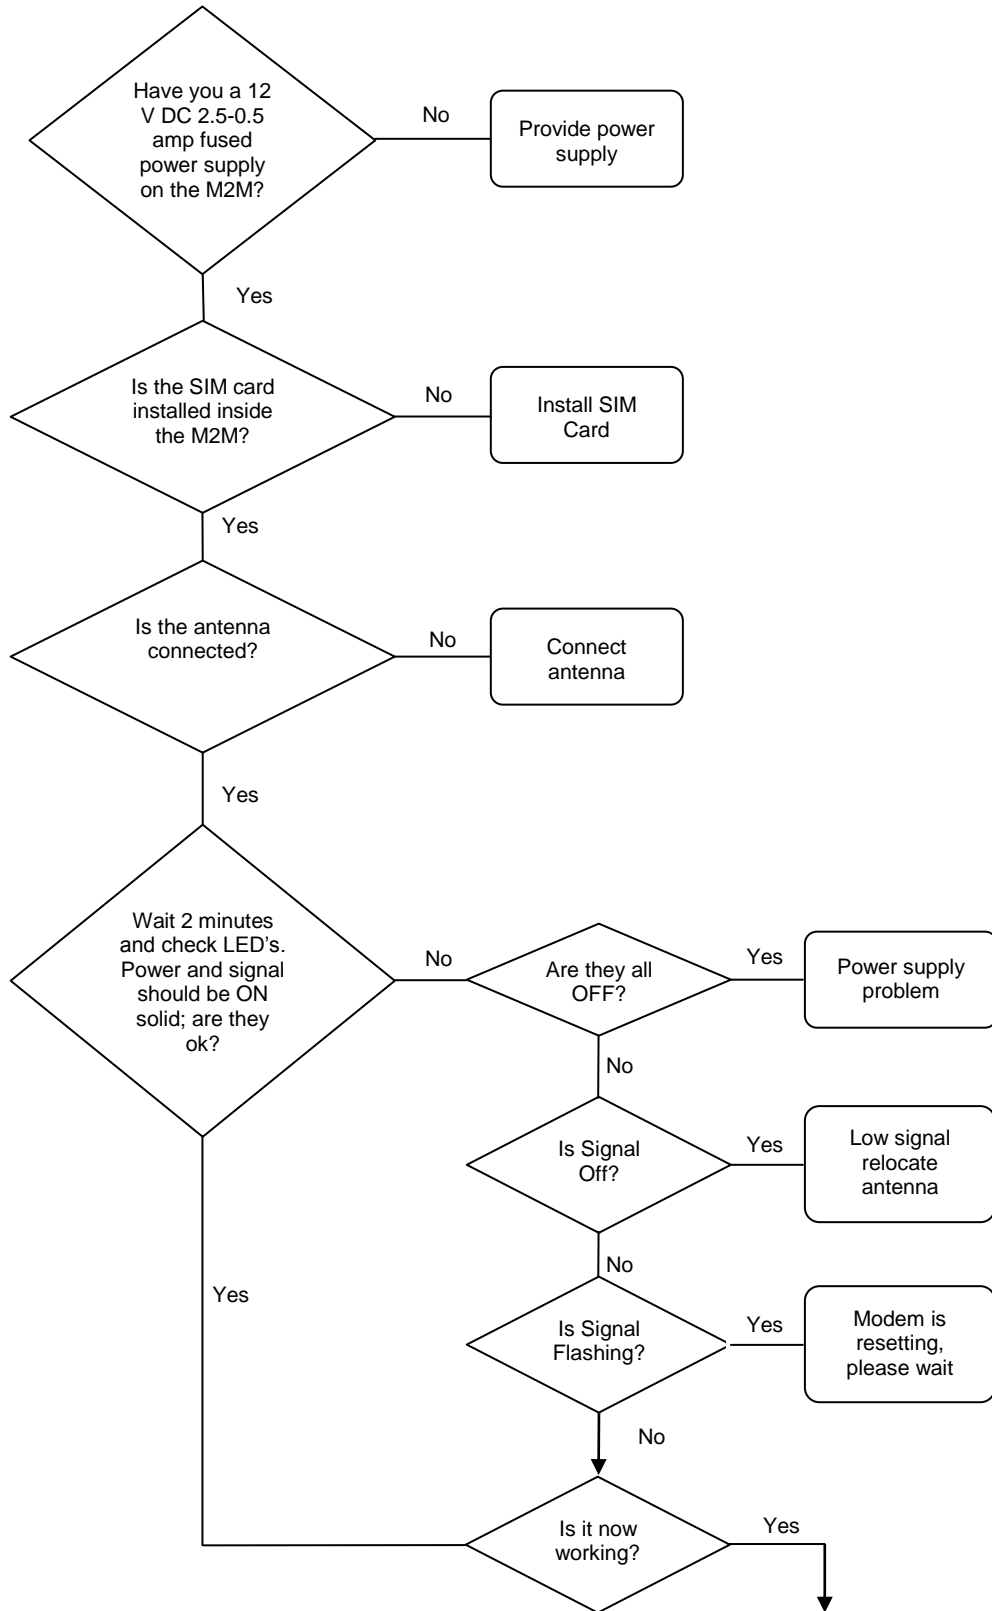 Have you a 12
V DC 2.5-0.5
amp fused
power supply
on the M2M?
No
Provide power
supply
Yes
Is the SIM card
installed inside
the M2M?
No
Install SIM
Card
Yes
Is the antenna
connected?
No
Connect
antenna
Yes
Wait 2 minutes
and check LED’s.
Power and signal
should be ON
solid; are they
ok?
No
Are they all
OFF?
Yes
Power supply
problem
No
Is Signal
Off?
Yes
Low signal
relocate
antenna
No
Yes
Is Signal
Flashing?
Yes
Modem is
resetting,
please wait
No
Is it now
working?
Yes